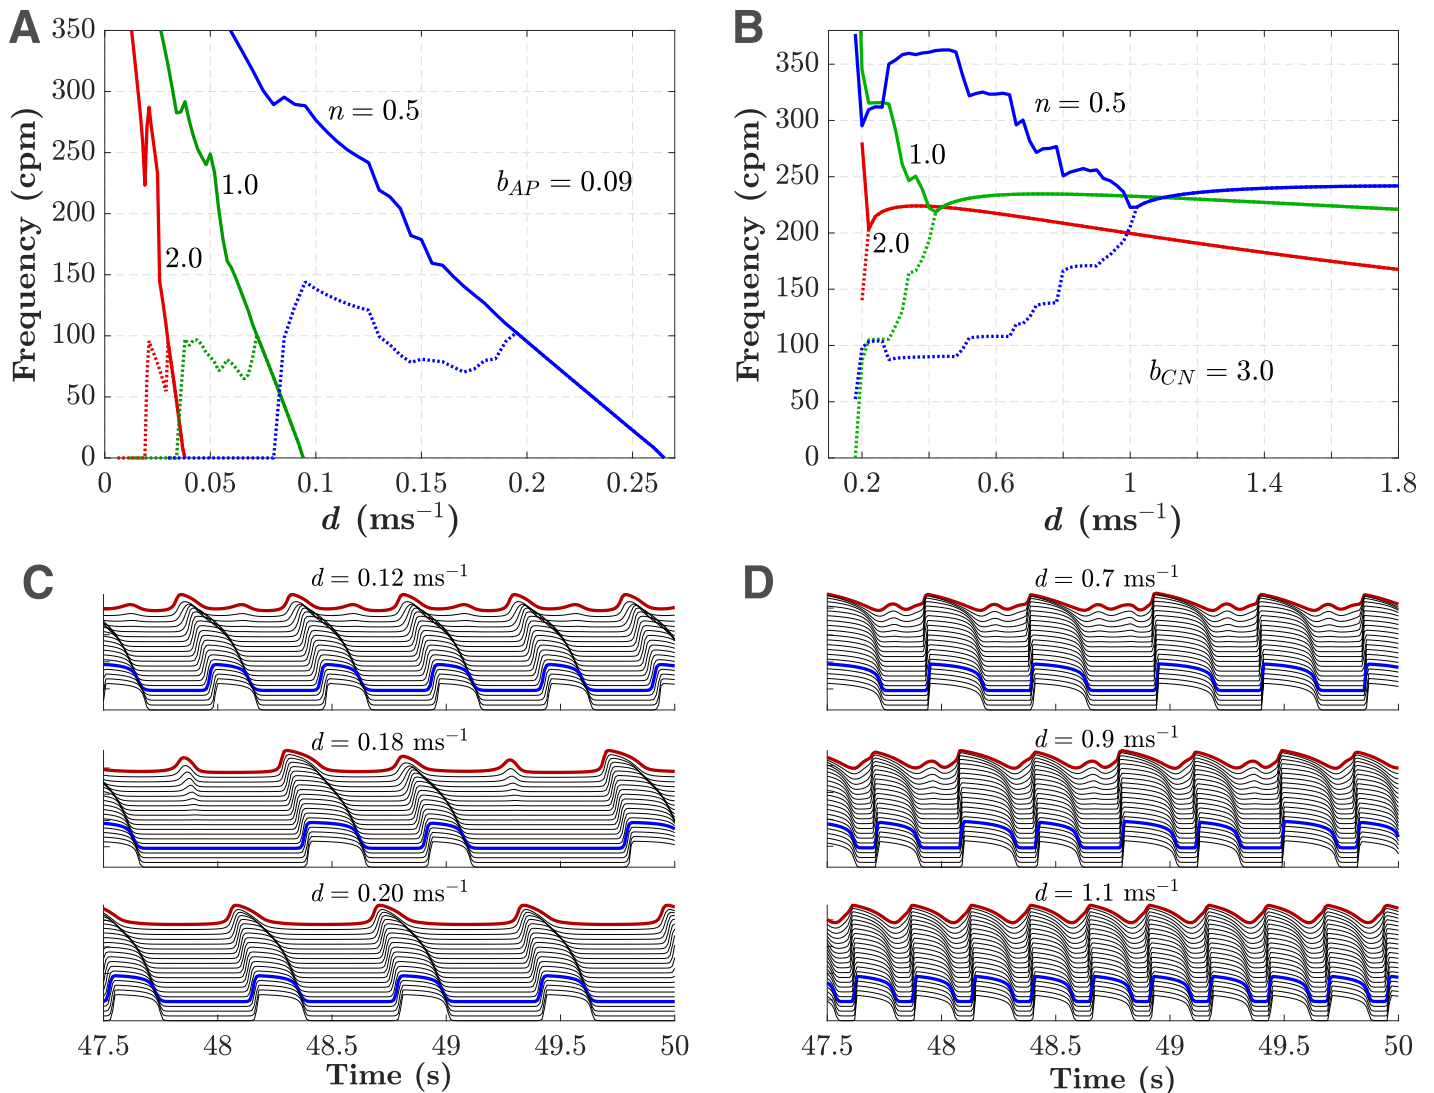 A
350
300
250
200
150
100
50
0
Frequency (cpm)
n = 0.5
1.0
2.0
b_AP = 0.09
0 0.05 0.1 0.15 0.2 0.25
d (ms⁻¹)
B
350
300
250
200
150
100
50
0
Frequency (cpm)
n = 0.5
1.0
2.0
b_CN = 3.0
0.2 0.6 1 1.4 1.8
d (ms⁻¹)
C
d = 0.12 ms⁻¹
d = 0.18 ms⁻¹
d = 0.20 ms⁻¹
47.5 48 48.5 49 49.5 50
Time (s)
D
d = 0.7 ms⁻¹
d = 0.9 ms⁻¹
d = 1.1 ms⁻¹
47.5 48 48.5 49 49.5 50
Time (s)